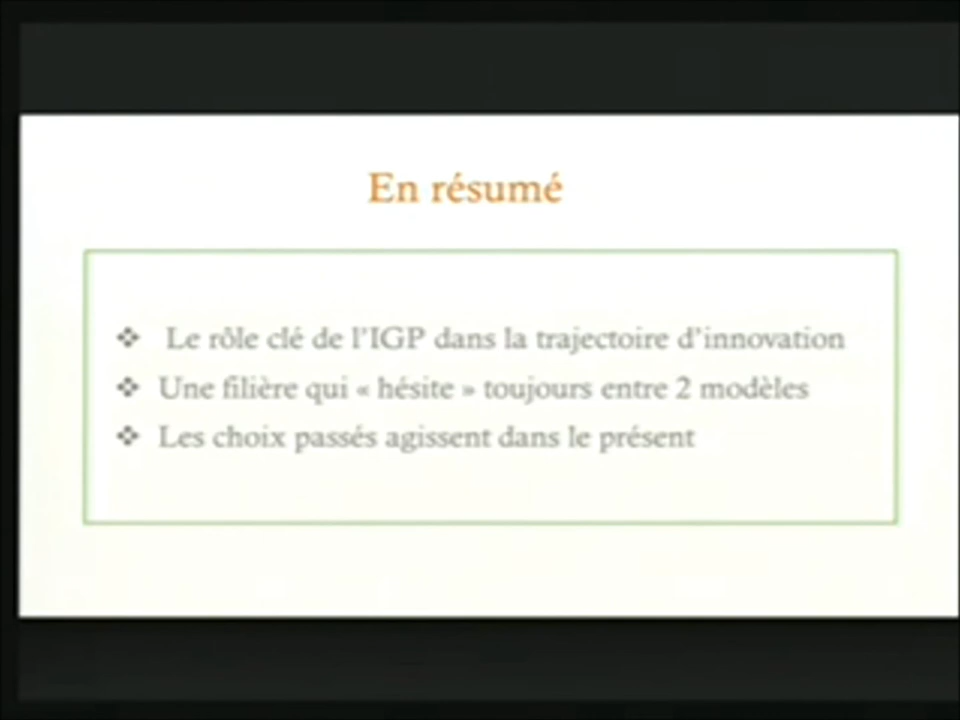 En résumé
Le rôle clé de l'IGP dans la trajectoire d'innovation
Une filière qui « hésite » toujours entre 2 modèles
Les choix passés agissent dans le présent